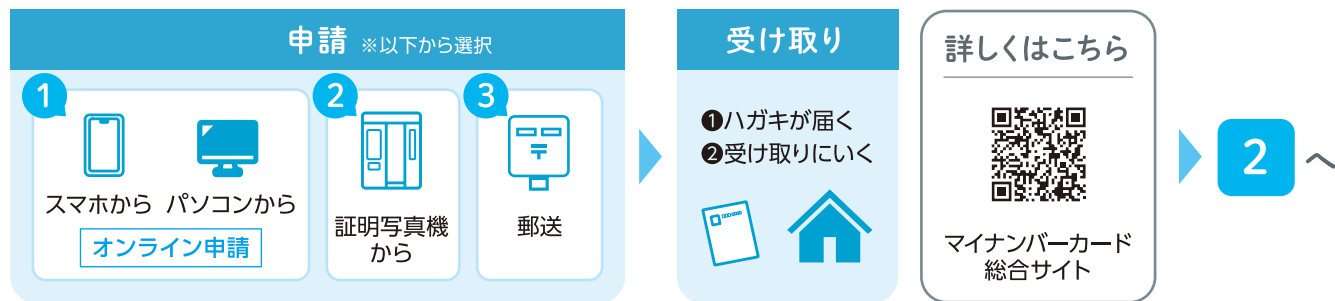 申請 ※以下から選択
1
スマホから パソコンから
オンライン申請
2
証明写真機
から
3
郵送
受け取り
❶ハガキが届く
❷受け取りにいく
詳しくはこちら
マイナンバーカード
総合サイト
2 へ